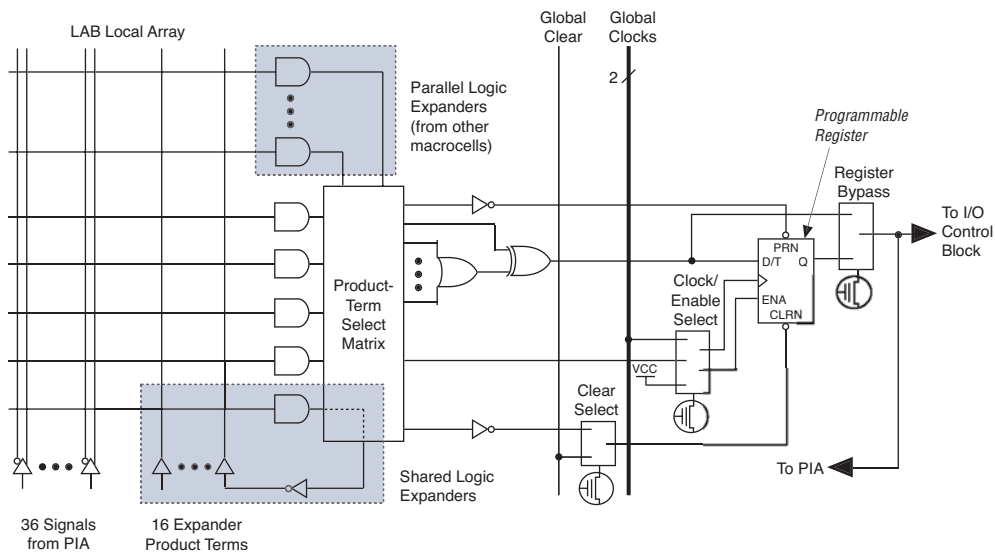 LAB Local Array
Global
Clear
Global
Clocks
2
Parallel Logic
Expanders
(from other
macrocells)
Programmable
Register
Register
Bypass
To I/O
Control
Block
PRN
D/T
Q
ENA
CLRN
Clock/
Enable
Select
Product-
Term
Select
Matrix
VCC
Clear
Select
To PIA
Shared Logic
Expanders
36 Signals
from PIA
16 Expander
Product Terms